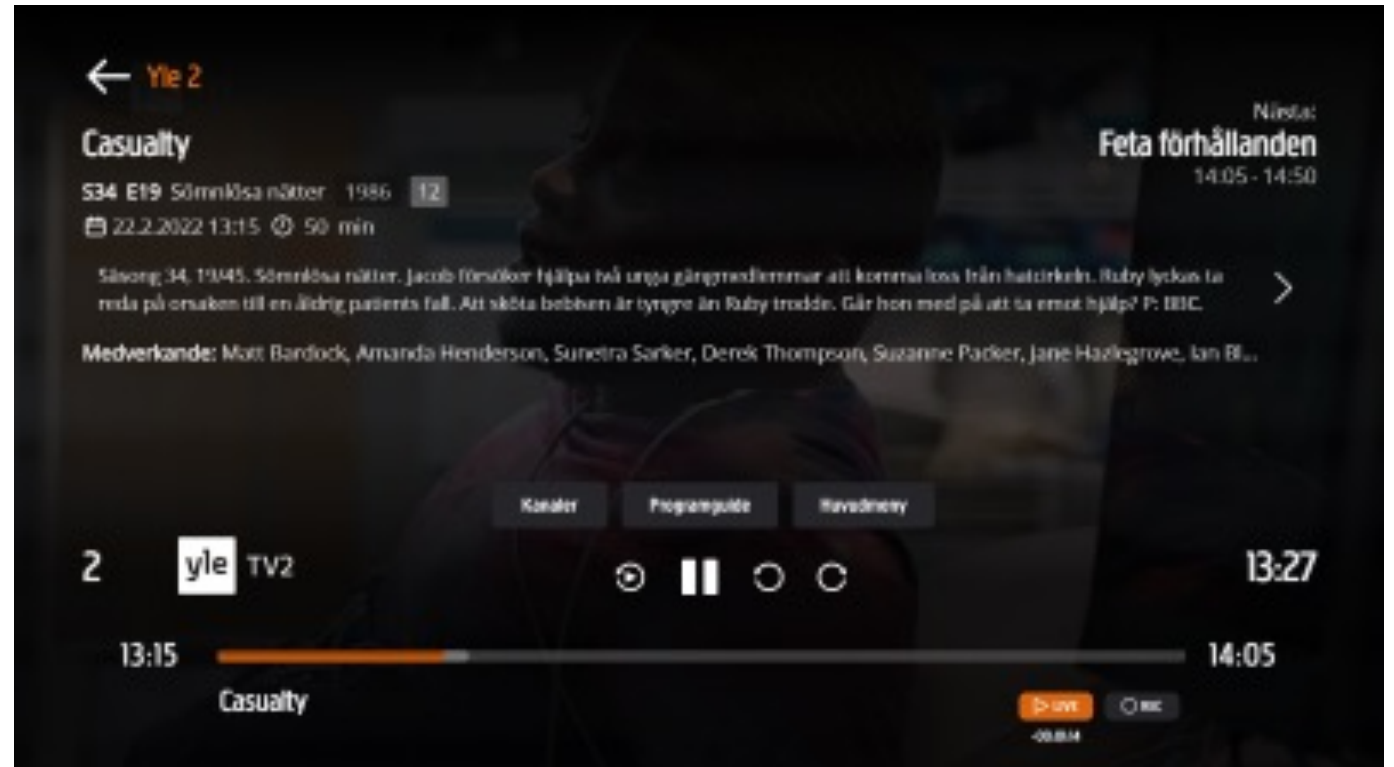 Yle 2
Nästa:
Casualty
Feta förhållanden
14:05 - 14:50
S34 E19 Sömnlösa nätter 1986 12
22.2.2022 13:15 50 min
Säsong 34, 19/45. Sömnlösa nätter. Jacob försöker hjälpa två unga gängmedlemmar att komma loss från hatcirkeln. Ruby lyckas ta
reda på orsaken till en åldrig patients fall. Att sköta bebisen är tyngre än Ruby trodde. Går hon med på att ta emot hjälp? P: BBC.
Medverkande: Matt Bardock, Amanda Henderson, Sunetra Sarker, Derek Thompson, Suzanne Packer, Jane Hazlegrove, Ian Bl...
Kanaler Programguide Huvudmeny
2 yle TV2 13:27
13:15 14:05
Casualty
LIVE REC